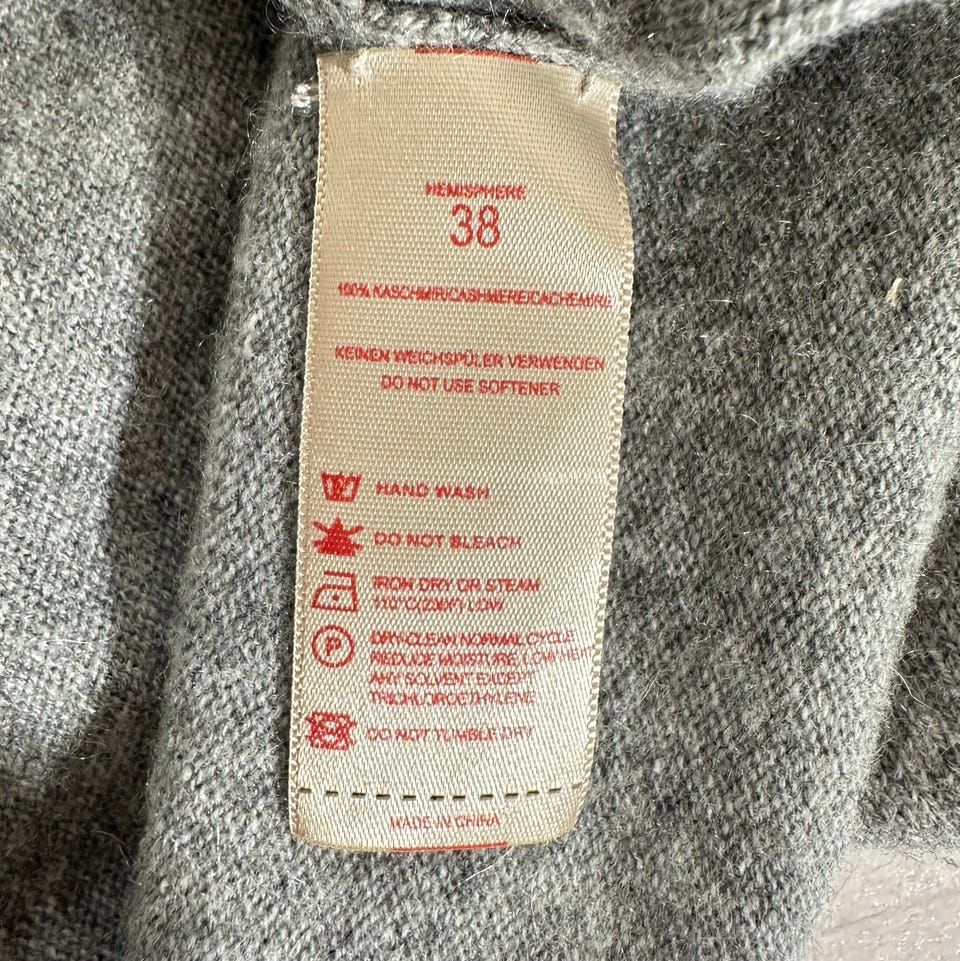 HEMISPHERE
38
100% KASCHMIR/CASHMERE/CACHEMIRE
KEINEN WEICHSPÜLER VERWENDEN
DO NOT USE SOFTENER
HAND WASH
DO NOT BLEACH
IRON DRY OR STEAM
110°C(230F) LOW
P DRY-CLEAN NORMAL CYCLE
REDUCE MOISTURE, LOW HEAT
ANY SOLVENT EXCEPT
TRICHLOROETHYLENE
DO NOT TUMBLE DRY
MADE IN CHINA